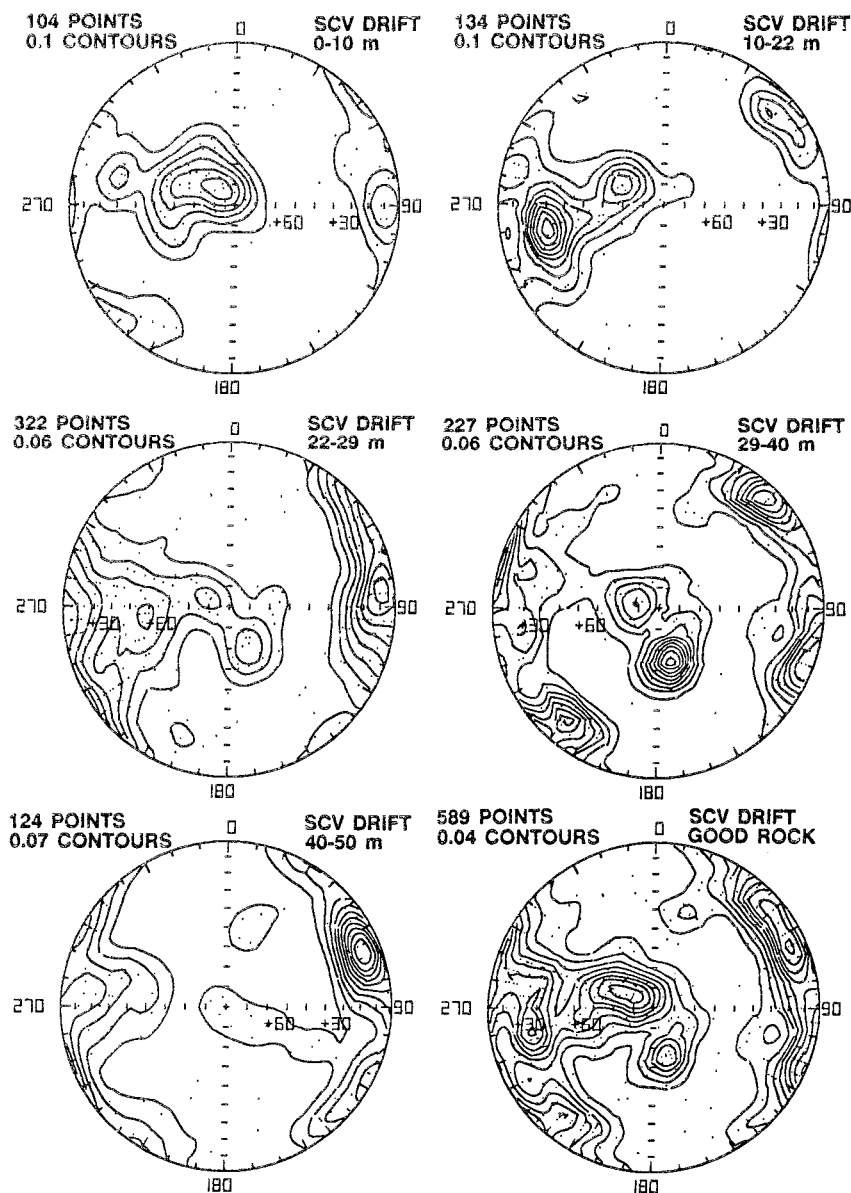 104 POINTS
0.1 CONTOURS
SCV DRIFT
0-10 m
0
270
+60
+30
90
180
134 POINTS
0.1 CONTOURS
SCV DRIFT
10-22 m
0
270
+60
+30
90
180
322 POINTS
0.06 CONTOURS
SCV DRIFT
22-29 m
0
270
+30
+60
90
180
227 POINTS
0.06 CONTOURS
SCV DRIFT
29-40 m
0
270
+30
+60
90
180
124 POINTS
0.07 CONTOURS
SCV DRIFT
40-50 m
0
270
+60
+30
90
180
589 POINTS
0.04 CONTOURS
SCV DRIFT
GOOD ROCK
0
270
+30
+60
90
180